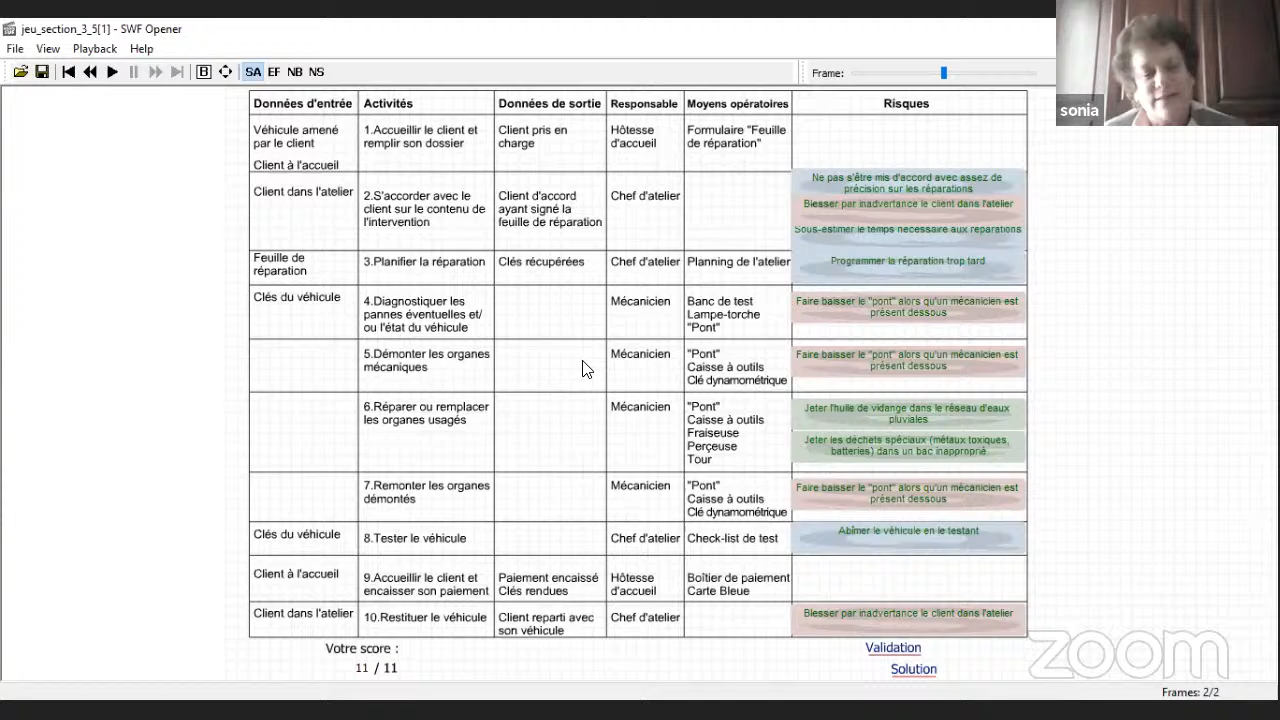 jeu_section_3_5[1] - SWF Opener
File View Playback Help
SA EF NB NS
Frame:
sonia
Données d'entrée Activités Données de sortie Responsable Moyens opératoires Risques
Véhicule amené
par le client
Client à l'accueil
1.Accueillir le client et
remplir son dossier
Client pris en
charge
Hôtesse
d'accueil
Formulaire "Feuille
de réparation"
Client dans l'atelier
2.S'accorder avec le
client sur le contenu de
l'intervention
Client d'accord
ayant signé la
feuille de réparation
Chef d'atelier
Ne pas s'être mis d'accord avec assez de
précision sur les réparations
Blesser par inadvertance le client dans l'atelier
Sous-estimer le temps nécessaire aux réparations
Feuille de
réparation
3.Planifier la réparation
Clés récupérées
Chef d'atelier
Planning de l'atelier
Programmer la réparation trop tard
Clés du véhicule
4.Diagnostiquer les
pannes éventuelles et/
ou l'état du véhicule
Mécanicien
Banc de test
Lampe-torche
"Pont"
Faire baisser le "pont" alors qu'un mécanicien est
présent dessous
5.Démonter les organes
mécaniques
Mécanicien
"Pont"
Caisse à outils
Clé dynamométrique
Faire baisser le "pont" alors qu'un mécanicien est
présent dessous
6.Réparer ou remplacer
les organes usagés
Mécanicien
"Pont"
Caisse à outils
Fraiseuse
Perçeuse
Tour
Jeter l'huile de vidange dans le réseau d'eaux
pluviales
Jeter les déchets spéciaux (métaux toxiques,
batteries) dans un bac inapproprié
7.Remonter les organes
démontés
Mécanicien
"Pont"
Caisse à outils
Clé dynamométrique
Faire baisser le "pont" alors qu'un mécanicien est
présent dessous
Clés du véhicule
8.Tester le véhicule
Chef d'atelier
Check-list de test
Abîmer le véhicule en le testant
Client à l'accueil
9.Accueillir le client et
encaisser son paiement
Paiement encaissé
Clés rendues
Hôtesse
d'accueil
Boîtier de paiement
Carte Bleue
Client dans l'atelier
10.Restituer le véhicule
Client reparti avec
son véhicule
Chef d'atelier
Blesser par inadvertance le client dans l'atelier
Votre score :
11 / 11
Validation
Solution
zoom
Frames: 2/2